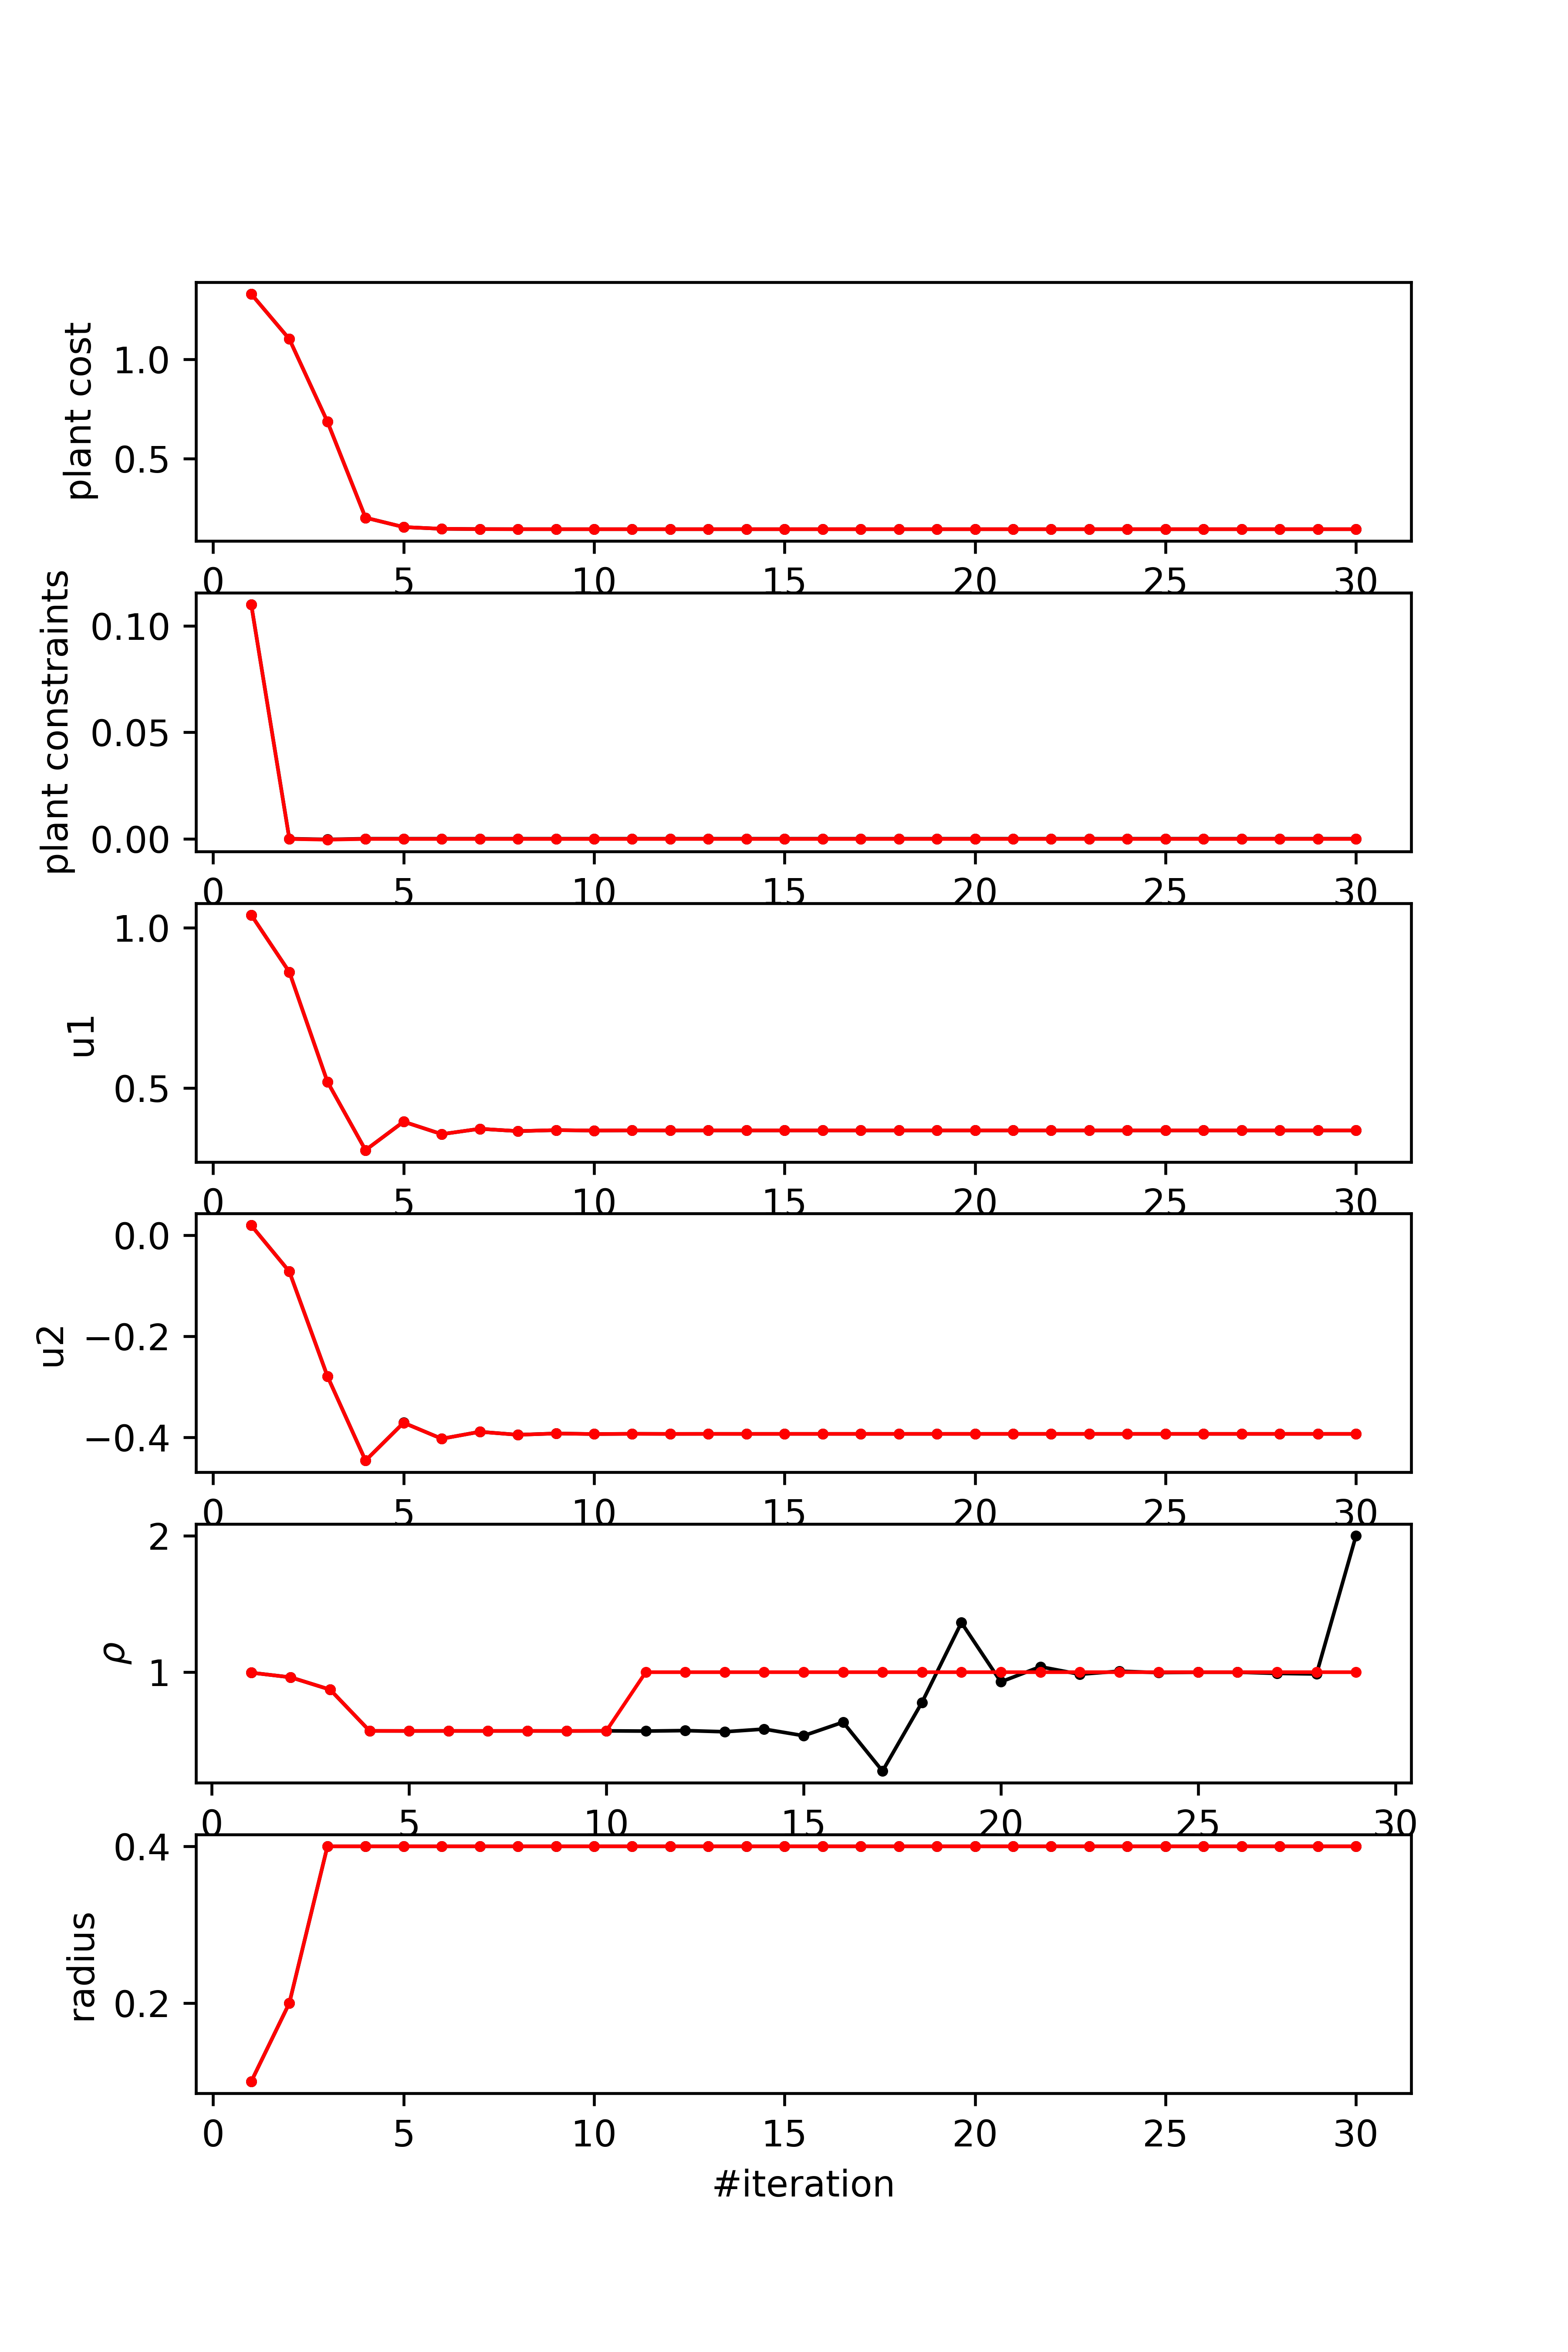 plant cost
1.0
0.5
0 5 10 15 20 25 30
plant constraints
0.10
0.05
0.00
0 5 10 15 20 25 30
u1
1.0
0.5
0 5 10 15 20 25 30
u2
0.0
−0.2
−0.4
0 5 10 15 20 25 30
ρ
2
1
0 5 10 15 20 25 30
radius
0.4
0.2
0 5 10 15 20 25 30
#iteration